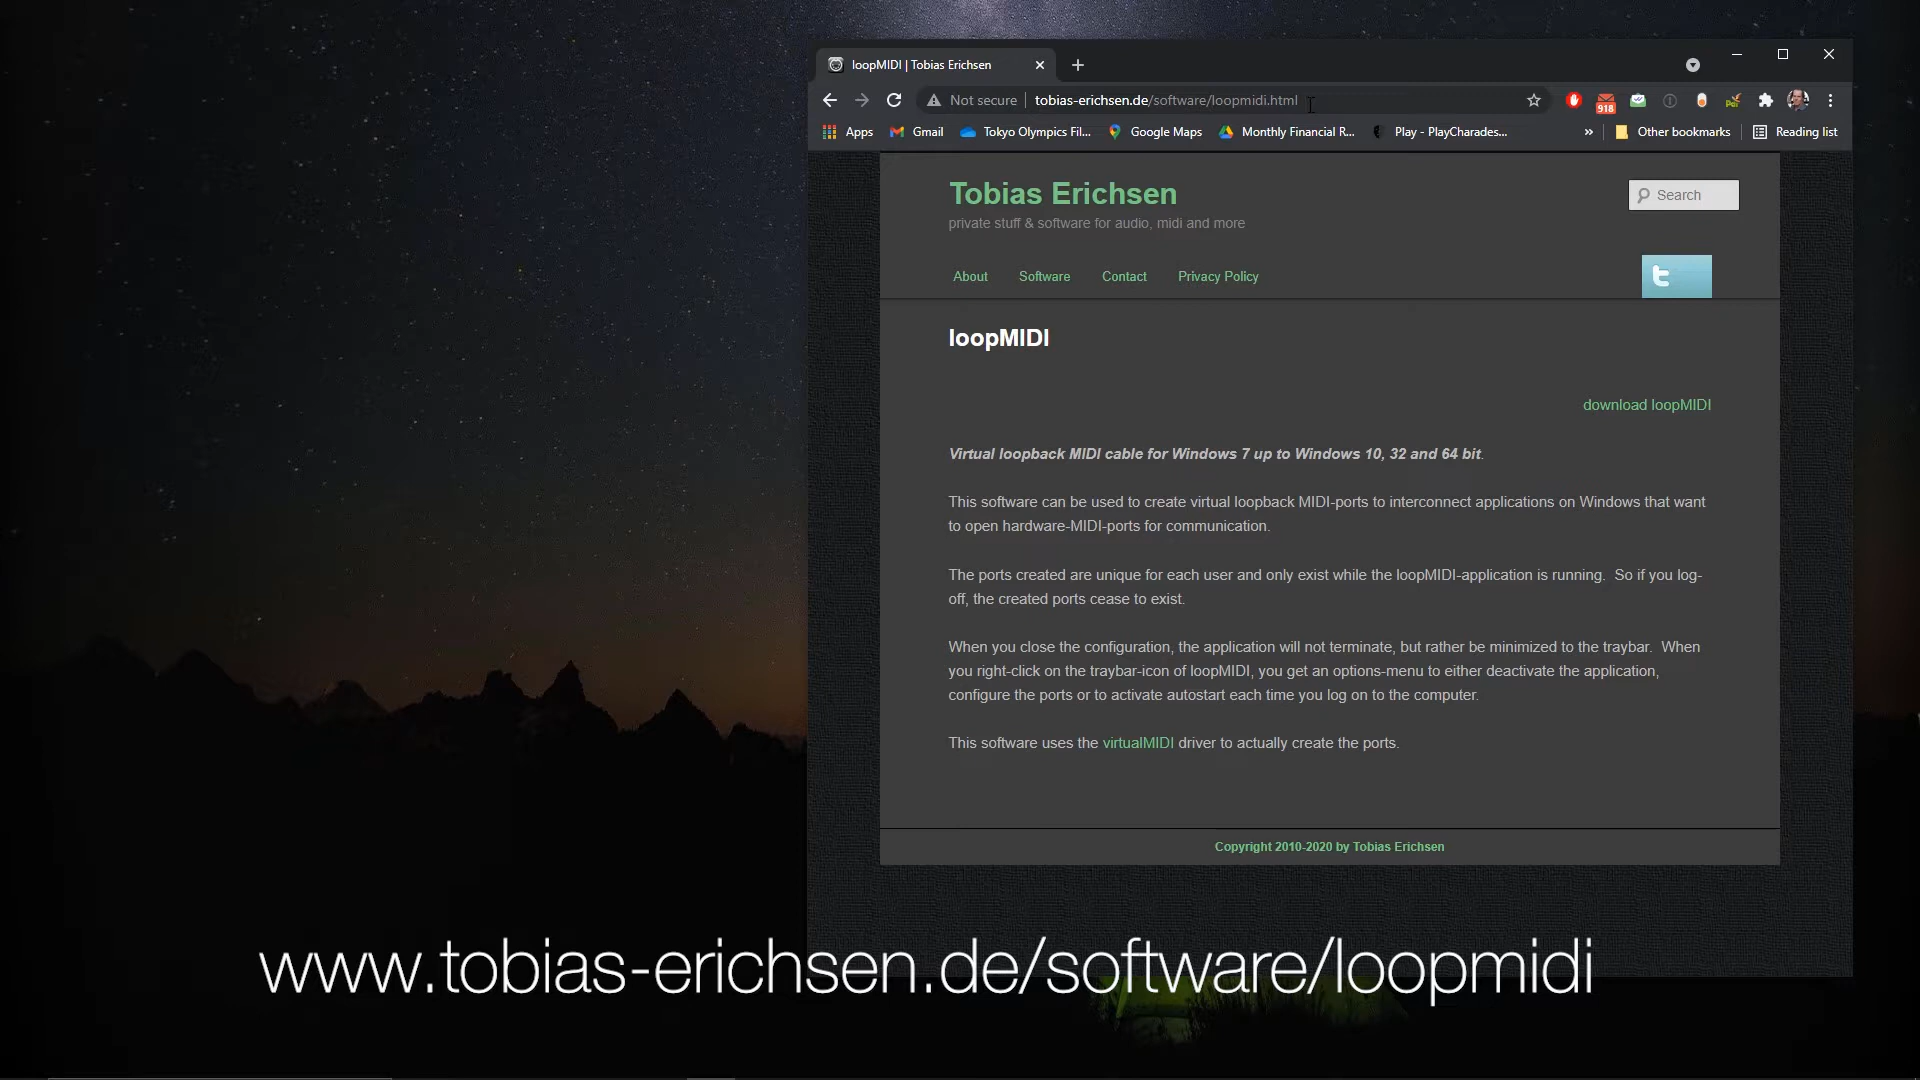 loopMIDI | Tobias Erichsen
Not secure | tobias-erichsen.de/software/loopmidi.html
918
Apps Gmail Tokyo Olympics Fil... Google Maps Monthly Financial R... Play - PlayCharades... » Other bookmarks Reading list
Tobias Erichsen
private stuff & software for audio, midi and more
Search
About Software Contact Privacy Policy
loopMIDI
download loopMIDI
Virtual loopback MIDI cable for Windows 7 up to Windows 10, 32 and 64 bit.
This software can be used to create virtual loopback MIDI-ports to interconnect applications on Windows that want
to open hardware-MIDI-ports for communication.
The ports created are unique for each user and only exist while the loopMIDI-application is running.  So if you log-
off, the created ports cease to exist.
When you close the configuration, the application will not terminate, but rather be minimized to the traybar.  When
you right-click on the traybar-icon of loopMIDI, you get an options-menu to either deactivate the application,
configure the ports or to activate autostart each time you log on to the computer.
This software uses the virtualMIDI driver to actually create the ports.
Copyright 2010-2020 by Tobias Erichsen
www.tobias-erichsen.de/software/loopmidi